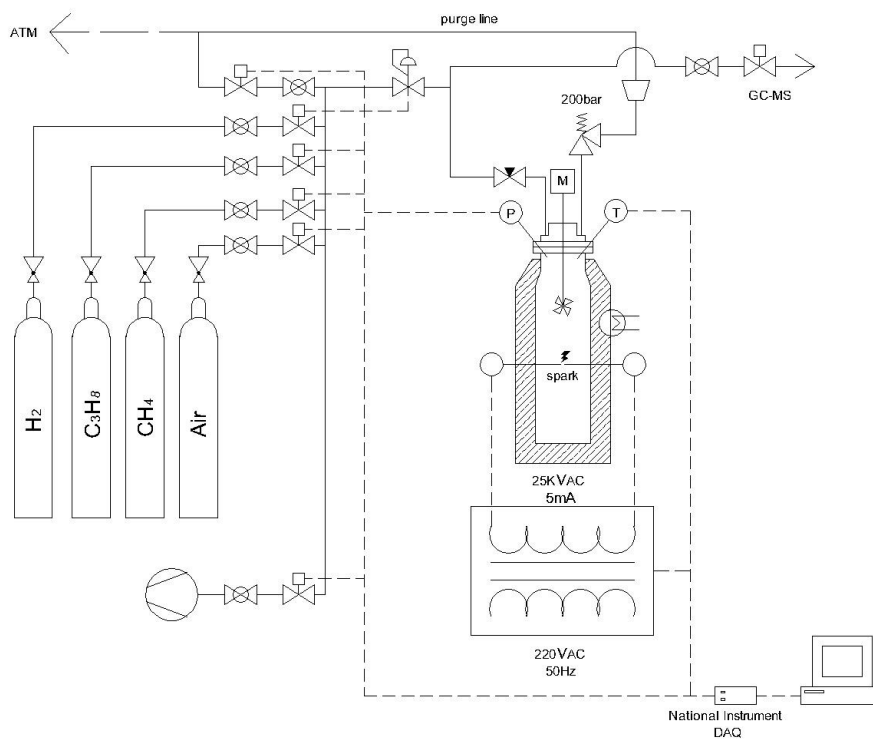 purge line
ATM
GC-MS
200bar
M
P
T
H2
C3H8
CH4
Air
spark
25KVAC
5mA
220VAC
50Hz
National Instrument
DAQ